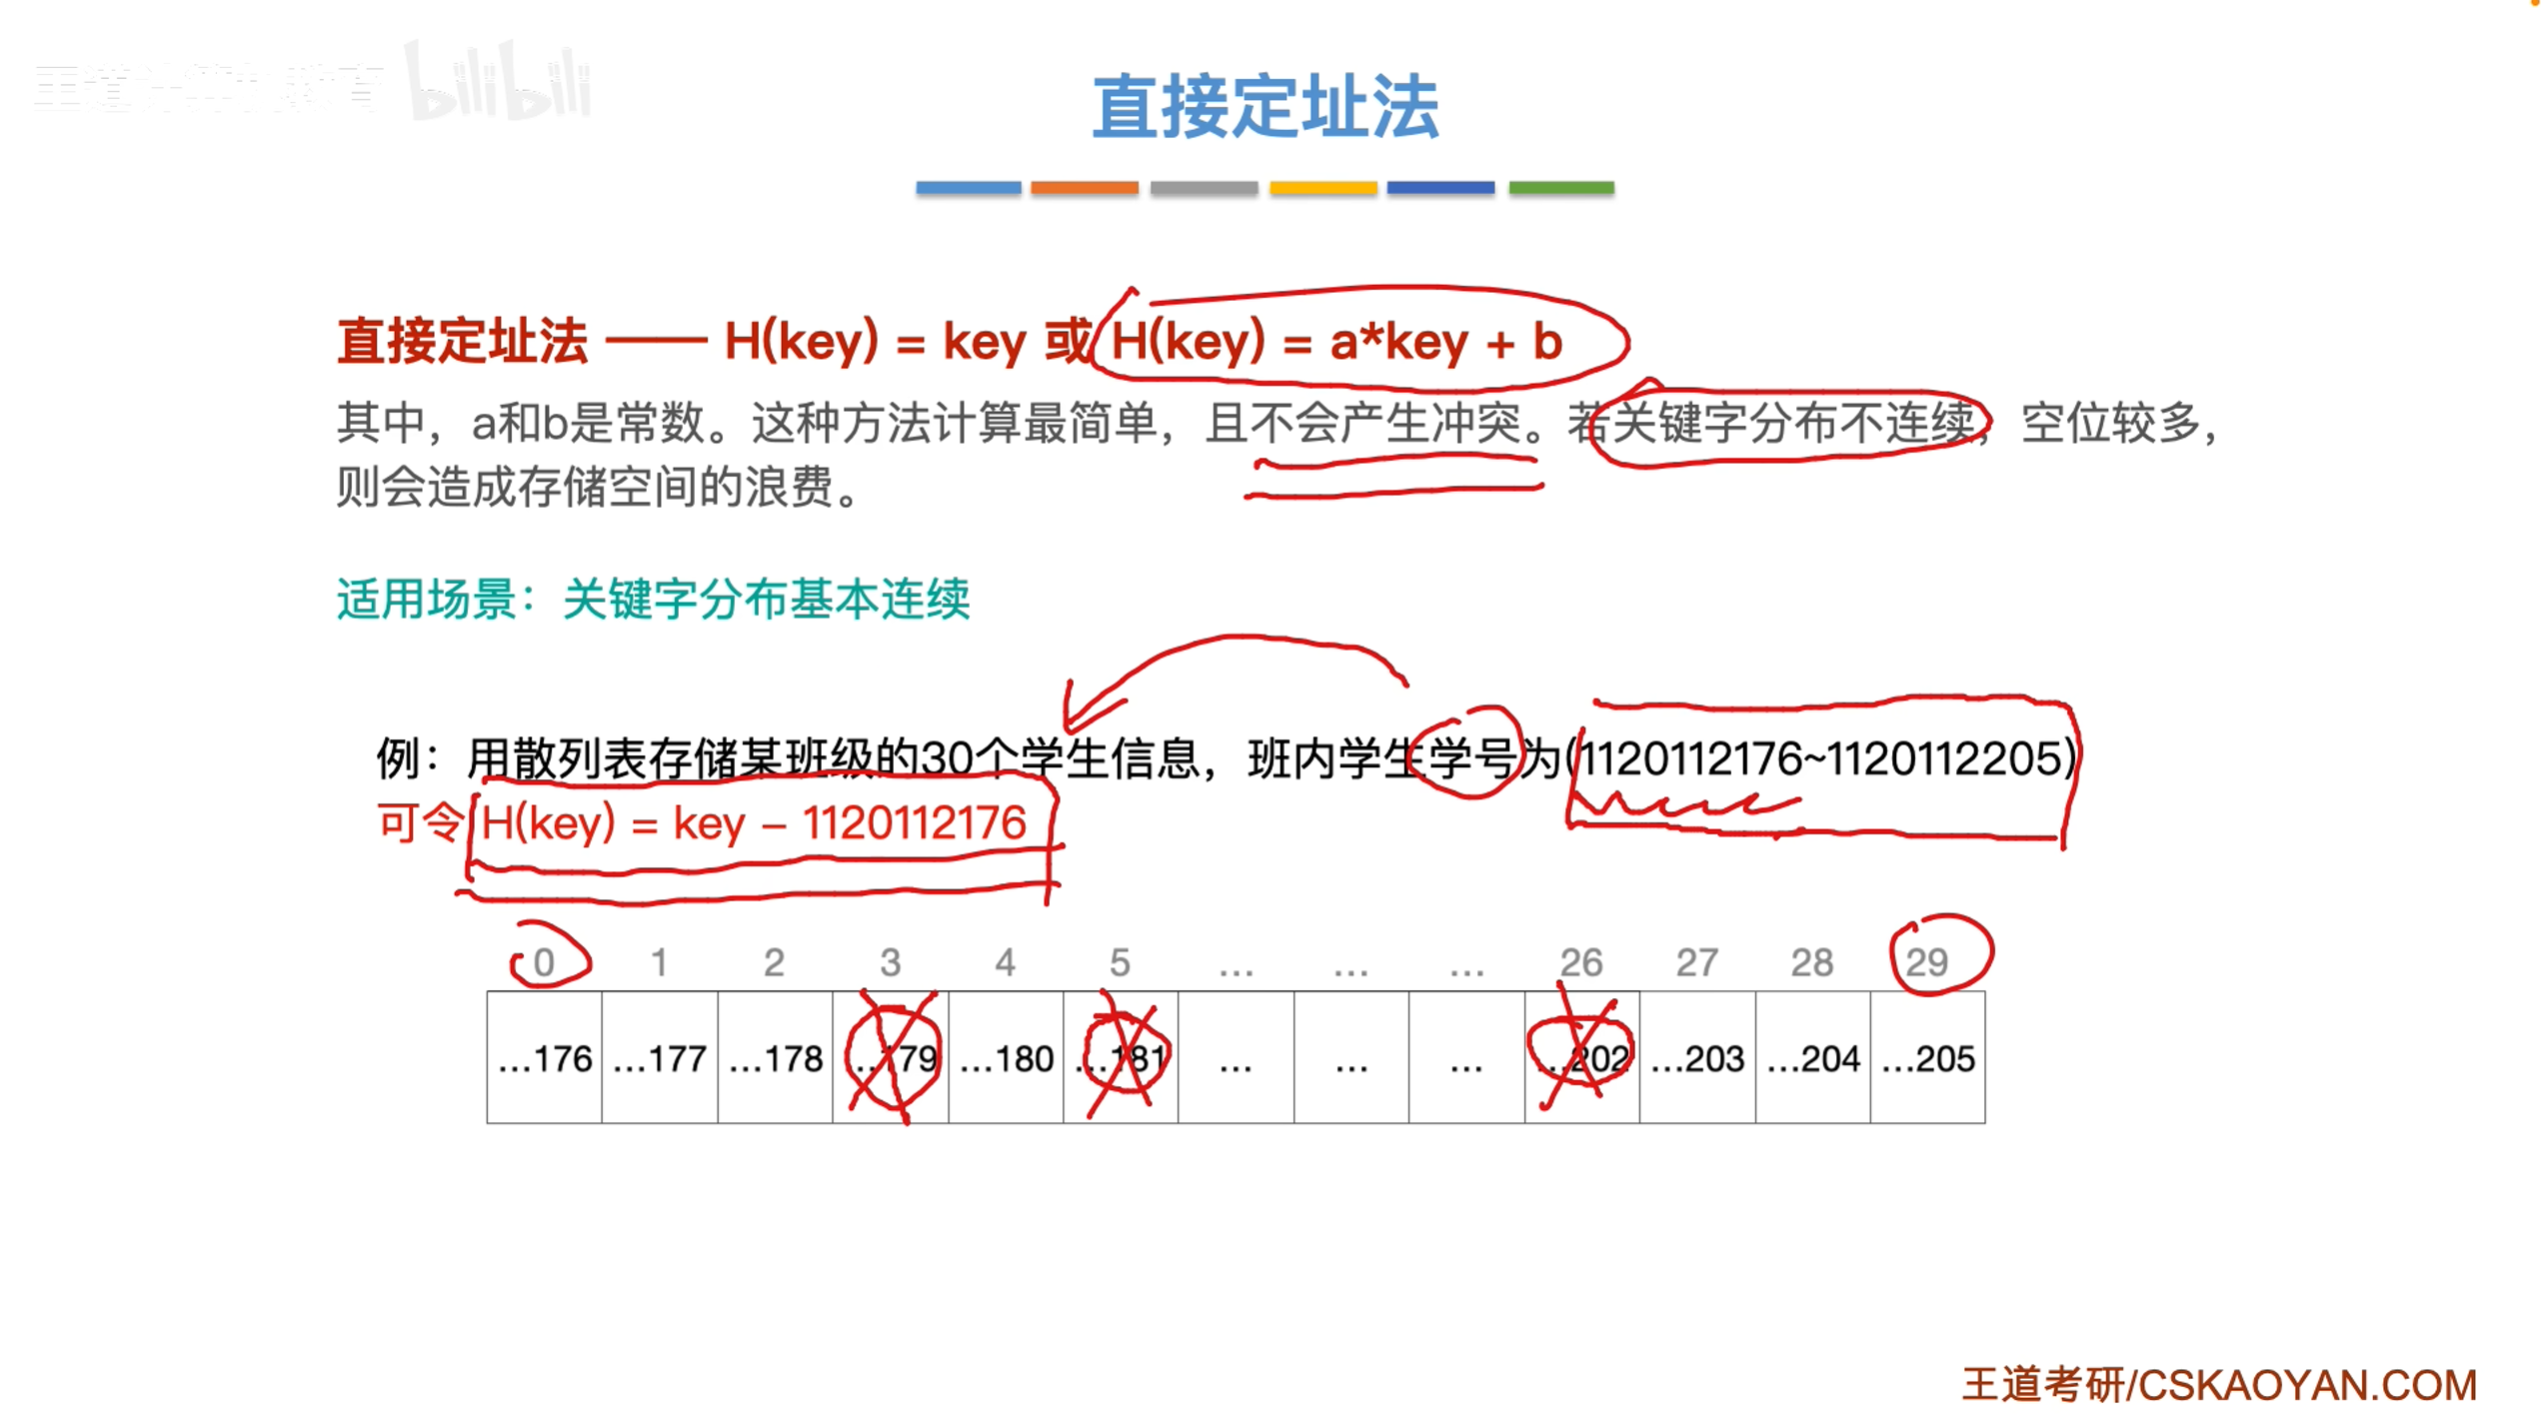 王道计算机教育 bilibili
直接定址法
直接定址法 —— H(key) = key 或 H(key) = a*key + b
其中，a和b是常数。这种方法计算最简单，且不会产生冲突。若关键字分布不连续，空位较多，
则会造成存储空间的浪费。
适用场景：关键字分布基本连续
例：用散列表存储某班级的30个学生信息，班内学生学号为(1120112176~1120112205)
可令 H(key) = key – 1120112176
0 1 2 3 4 5 ... ... ... 26 27 28 29
...176 ...177 ...178 ...179 ...180 ...181 ... ... ... ...202 ...203 ...204 ...205
王道考研/CSKAOYAN.COM